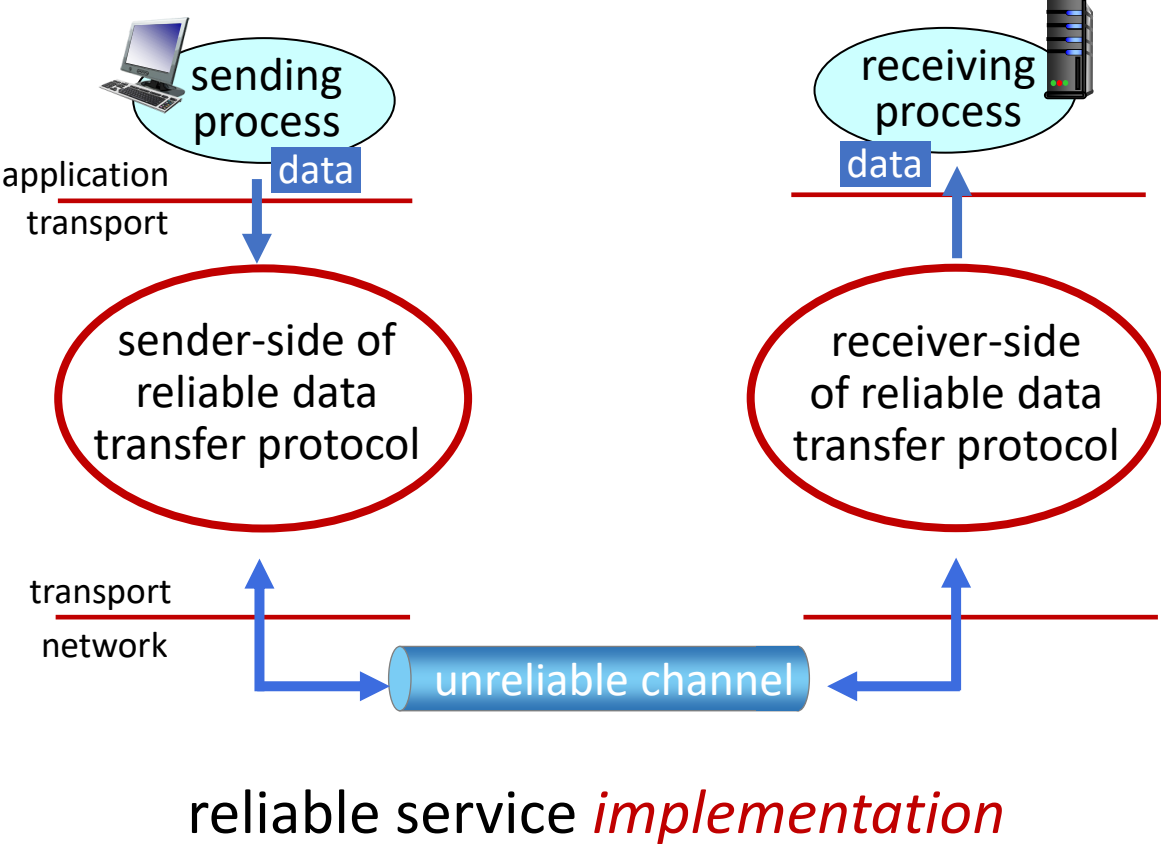 sending
process
data
application
transport
receiving
process
data
sender-side of
reliable data
transfer protocol
receiver-side
of reliable data
transfer protocol
transport
network
unreliable channel
reliable service implementation